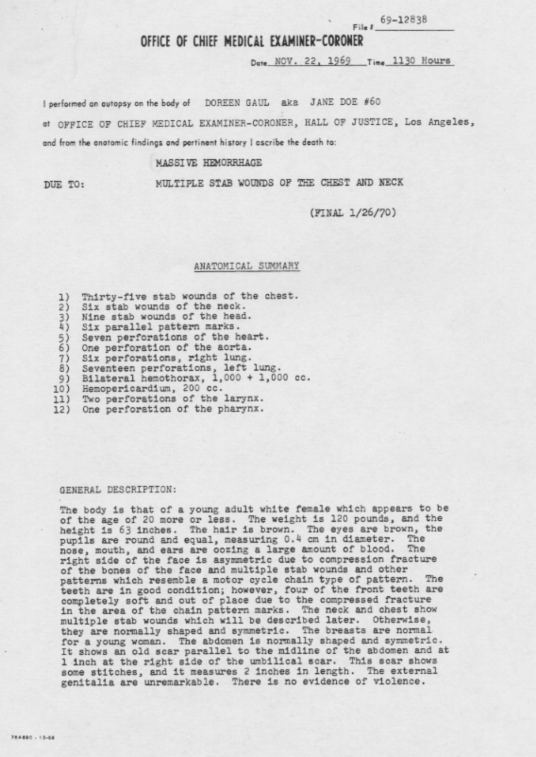 File # 69-12838
OFFICE OF CHIEF MEDICAL EXAMINER-CORONER
Date NOV. 22, 1969 Time 1130 Hours
I performed an autopsy on the body of DOREEN GAUL aka JANE DOE #60
at OFFICE OF CHIEF MEDICAL EXAMINER-CORONER, HALL OF JUSTICE, Los Angeles,
and from the anatomic findings and pertinent history I ascribe the death to:
MASSIVE HEMORRHAGE
DUE TO: MULTIPLE STAB WOUNDS OF THE CHEST AND NECK
(FINAL 1/26/70)
ANATOMICAL SUMMARY
1) Thirty-five stab wounds of the chest.
2) Six stab wounds of the neck.
3) Nine stab wounds of the head.
4) Six parallel pattern marks.
5) Seven perforations of the heart.
6) One perforation of the aorta.
7) Six perforations, right lung.
8) Seventeen perforations, left lung.
9) Bilateral hemothorax, 1,000 + 1,000 cc.
10) Hemopericardium, 200 cc.
11) Two perforations of the larynx.
12) One perforation of the pharynx.
GENERAL DESCRIPTION:
The body is that of a young adult white female which appears to be
of the age of 20 more or less. The weight is 120 pounds, and the
height is 63 inches. The hair is brown. The eyes are brown, the
pupils are round and equal, measuring 0.4 cm in diameter. The
nose, mouth, and ears are oozing a large amount of blood. The
right side of the face is asymmetric due to compression fracture
of the bones of the face and multiple stab wounds and other
patterns which resemble a motor cycle chain type of pattern. The
teeth are in good condition; however, four of the front teeth are
completely soft and out of place due to the compressed fracture
in the area of the chain pattern marks. The neck and chest show
multiple stab wounds which will be described later. Otherwise,
they are normally shaped and symmetric. The breasts are normal
for a young woman. The abdomen is normally shaped and symmetric.
It shows an old scar parallel to the midline of the abdomen and at
1 inch at the right side of the umbilical scar. This scar shows
some stitches, and it measures 2 inches in length. The external
genitalia are unremarkable. There is no evidence of violence.